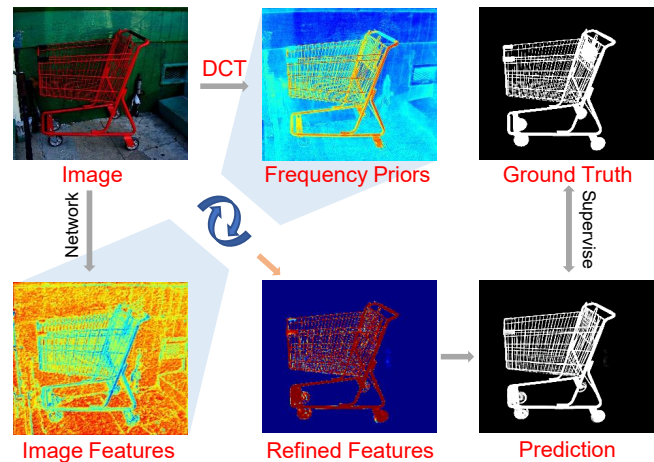 DCT
Image
Frequency Priors
Ground Truth
Network
Supervise
Image Features
Refined Features
Prediction